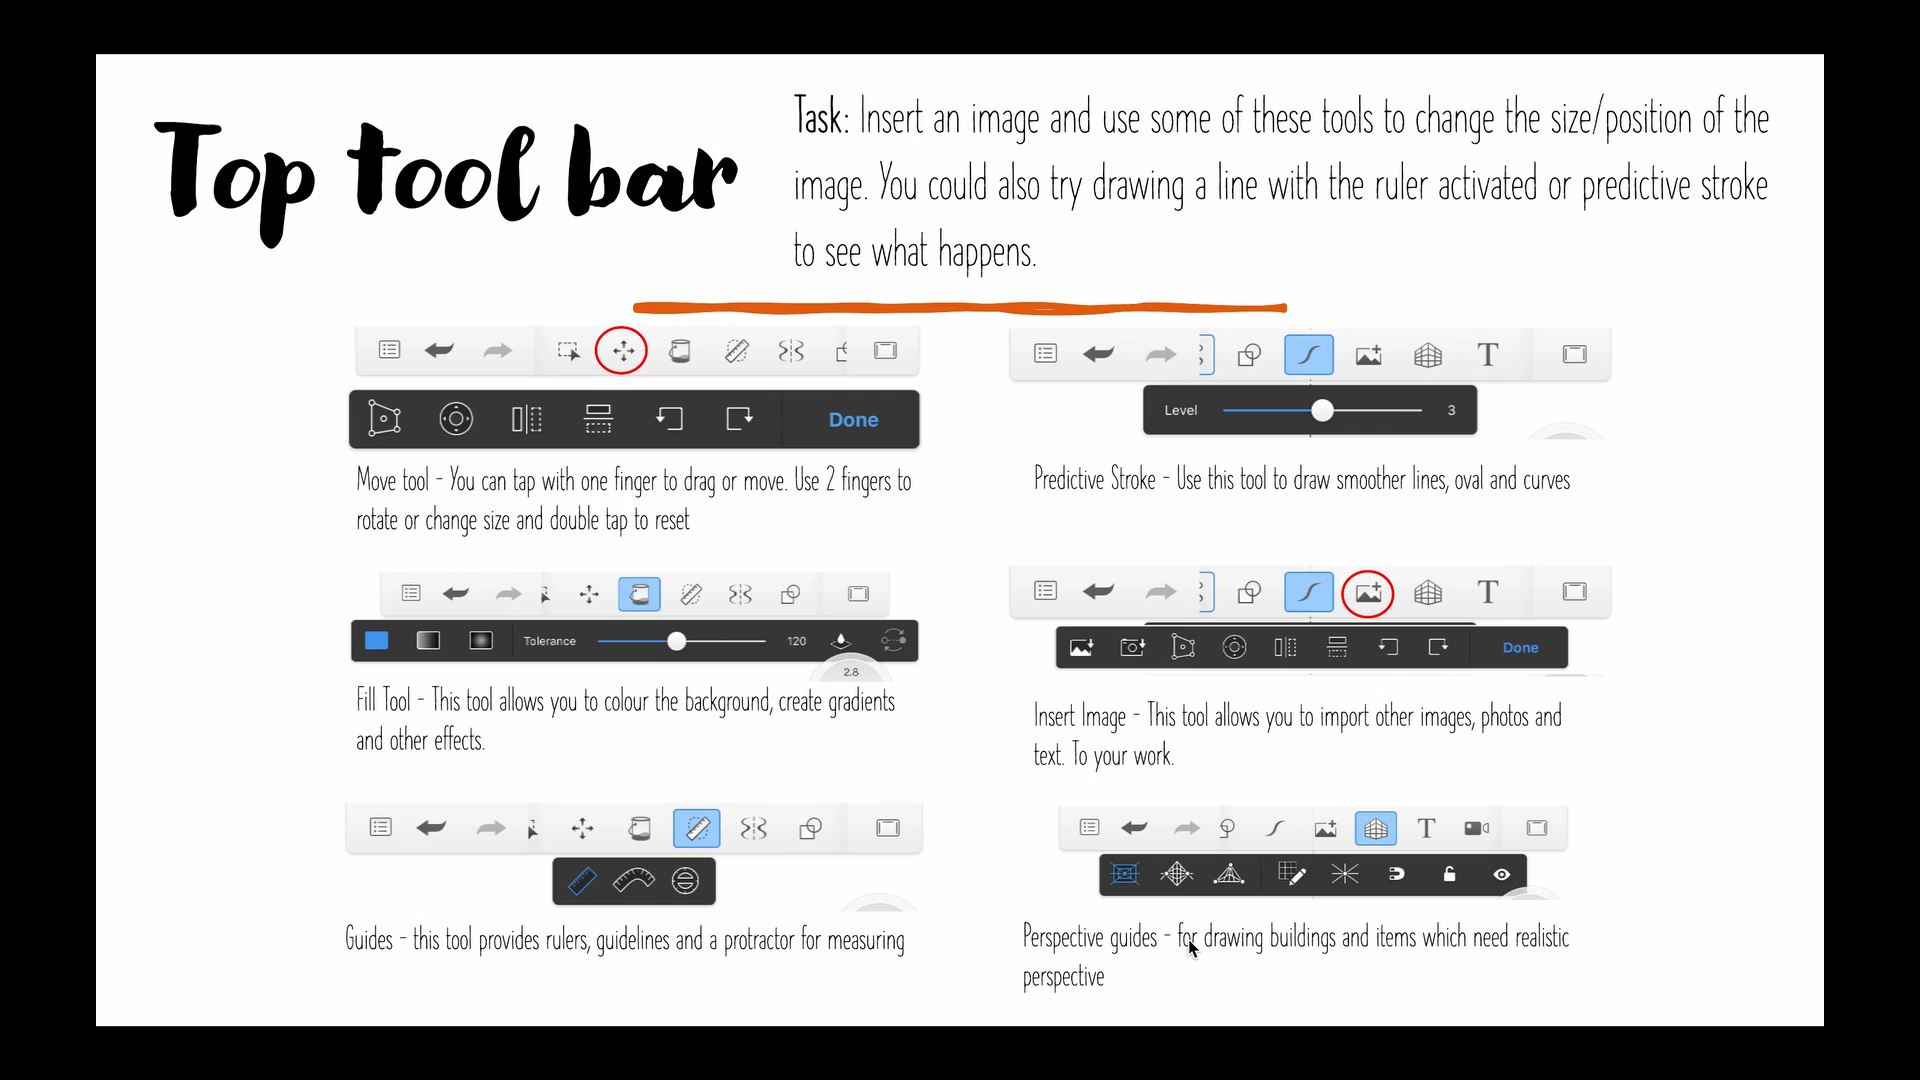 Top tool bar
Task: Insert an image and use some of these tools to change the size/position of the
image. You could also try drawing a line with the ruler activated or predictive stroke
to see what happens.
Done
Move tool - You can tap with one finger to drag or move. Use 2 fingers to
rotate or change size and double tap to reset
T
Level 3
Predictive Stroke - Use this tool to draw smoother lines, oval and curves
Tolerance 120
2.8
Fill Tool - This tool allows you to colour the background, create gradients
and other effects.
T
Done
Insert Image - This tool allows you to import other images, photos and
text. To your work.
Guides - this tool provides rulers, guidelines and a protractor for measuring
T
Perspective guides - for drawing buildings and items which need realistic
perspective